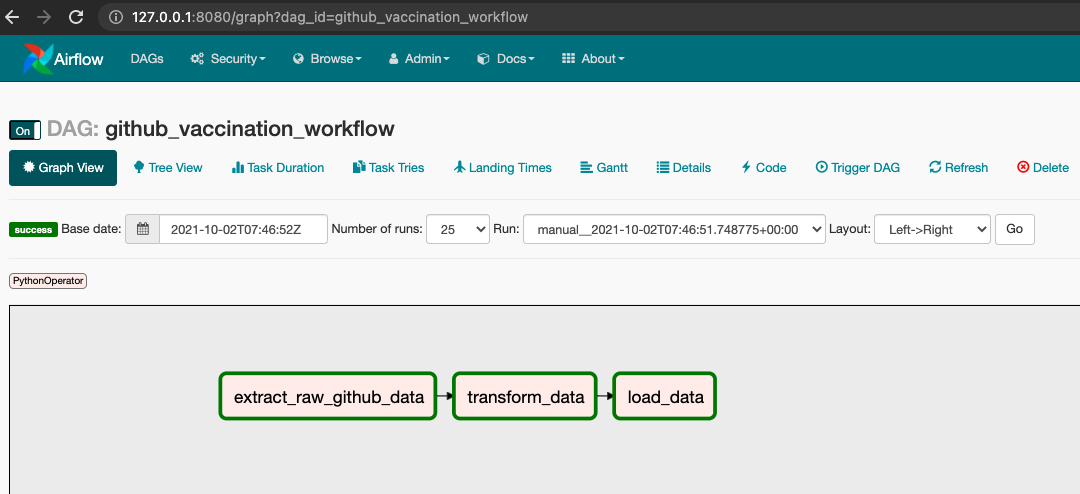 127.0.0.1:8080/graph?dag_id=github_vaccination_workflow
Airflow DAGs Security Browse Admin Docs About
On DAG: github_vaccination_workflow
Graph View Tree View Task Duration Task Tries Landing Times Gantt Details Code Trigger DAG Refresh Delete
success Base date: 2021-10-02T07:46:52Z Number of runs: 25 Run: manual__2021-10-02T07:46:51.748775+00:00 Layout: Left->Right Go
PythonOperator
extract_raw_github_data transform_data load_data